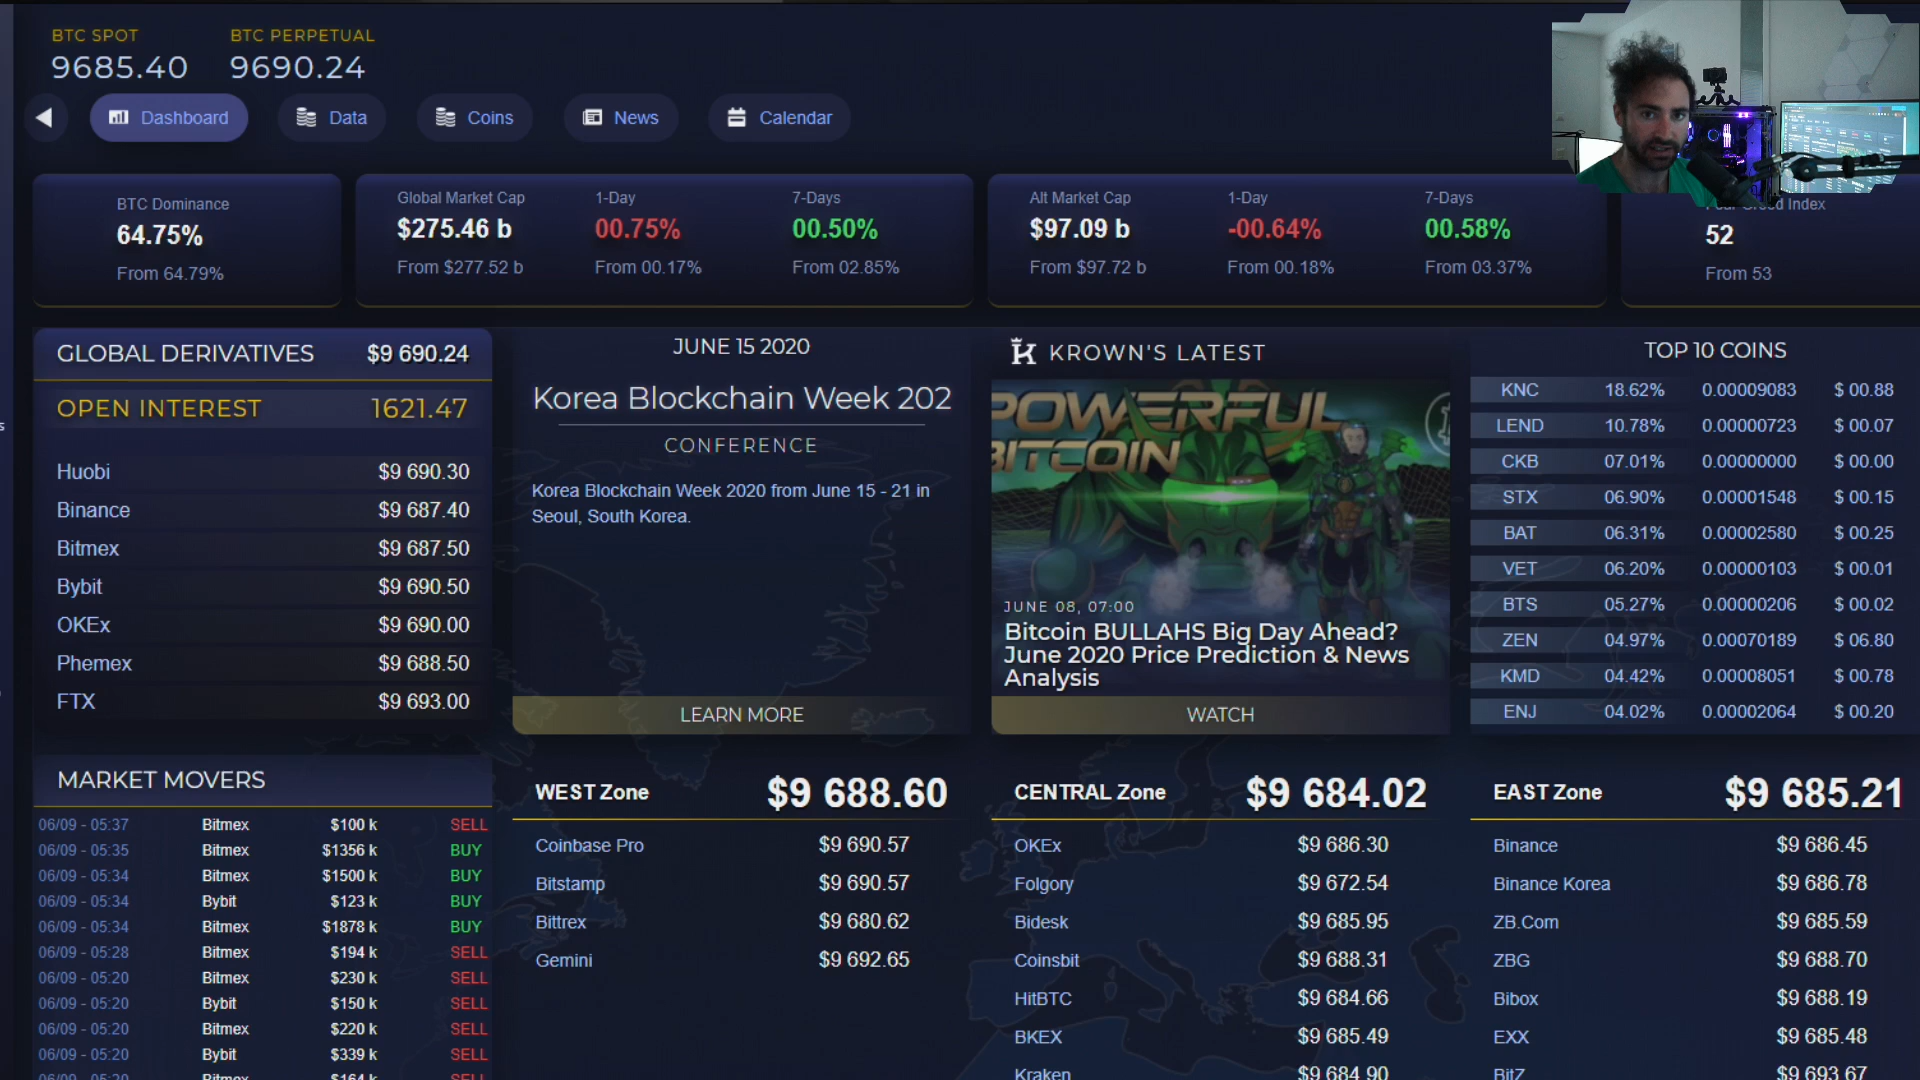 BTC SPOT
9685.40
BTC PERPETUAL
9690.24
Dashboard
Data
Coins
News
Calendar
BTC Dominance
64.75%
From 64.79%
Global Market Cap
$275.46 b
From $277.52 b
1-Day
00.75%
From 00.17%
7-Days
00.50%
From 02.85%
Alt Market Cap
$97.09 b
From $97.72 b
1-Day
-00.64%
From 00.18%
7-Days
00.58%
From 03.37%
Index
52
From 53
GLOBAL DERIVATIVES $9 690.24
OPEN INTEREST 1621.47
Huobi $9 690.30
Binance $9 687.40
Bitmex $9 687.50
Bybit $9 690.50
OKEx $9 690.00
Phemex $9 688.50
FTX $9 693.00
JUNE 15 2020
Korea Blockchain Week 202
CONFERENCE
Korea Blockchain Week 2020 from June 15 - 21 in
Seoul, South Korea.
LEARN MORE
KROWN'S LATEST
POWERFUL
BITCOIN
JUNE 08, 07:00
Bitcoin BULLAHS Big Day Ahead?
June 2020 Price Prediction & News
Analysis
WATCH
TOP 10 COINS
KNC 18.62% 0.00009083 $ 00.88
LEND 10.78% 0.00000723 $ 00.07
CKB 07.01% 0.00000000 $ 00.00
STX 06.90% 0.00001548 $ 00.15
BAT 06.31% 0.00002580 $ 00.25
VET 06.20% 0.00000103 $ 00.01
BTS 05.27% 0.00000206 $ 00.02
ZEN 04.97% 0.00070189 $ 06.80
KMD 04.42% 0.00008051 $ 00.78
ENJ 04.02% 0.00002064 $ 00.20
MARKET MOVERS
06/09 - 05:37 Bitmex $100 k SELL
06/09 - 05:35 Bitmex $1356 k BUY
06/09 - 05:34 Bitmex $1500 k BUY
06/09 - 05:34 Bybit $123 k BUY
06/09 - 05:34 Bitmex $1878 k BUY
06/09 - 05:28 Bitmex $194 k SELL
06/09 - 05:20 Bitmex $230 k SELL
06/09 - 05:20 Bybit $150 k SELL
06/09 - 05:20 Bitmex $220 k SELL
06/09 - 05:20 Bybit $339 k SELL
06/09 - 05:20 Bitmex $164 k SELL
WEST Zone $9 688.60
Coinbase Pro $9 690.57
Bitstamp $9 690.57
Bittrex $9 680.62
Gemini $9 692.65
CENTRAL Zone $9 684.02
OKEx $9 686.30
Folgory $9 672.54
Bidesk $9 685.95
Coinsbit $9 688.31
HitBTC $9 684.66
BKEX $9 685.49
Kraken $9 684.90
EAST Zone $9 685.21
Binance $9 686.45
Binance Korea $9 686.78
ZB.Com $9 685.59
ZBG $9 688.70
Bibox $9 688.19
EXX $9 685.48
BitZ $9 693.67